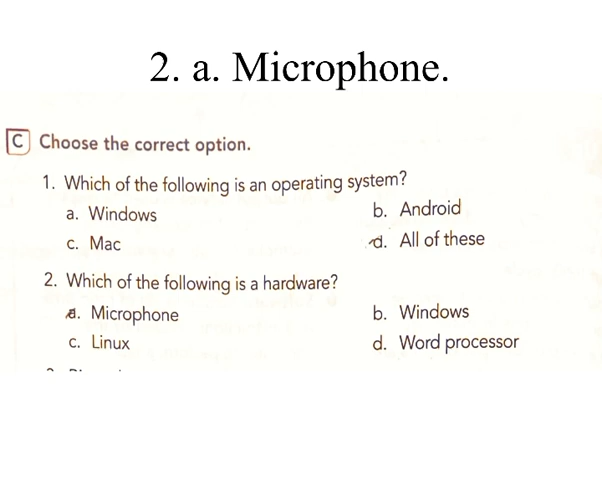 2. a. Microphone.
C Choose the correct option.
1. Which of the following is an operating system?
a. Windows
b. Android
c. Mac
d. All of these
2. Which of the following is a hardware?
a. Microphone
b. Windows
c. Linux
d. Word processor